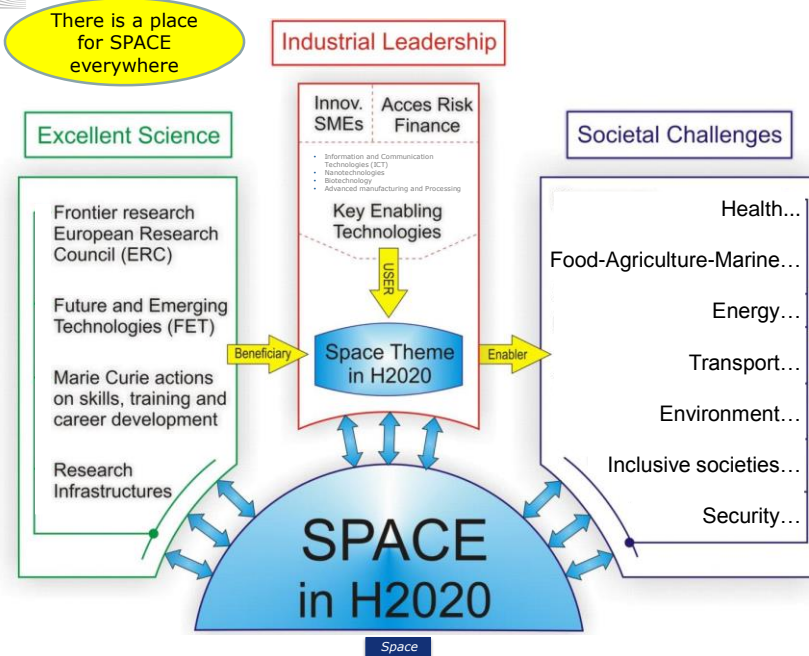 There is a place
for SPACE
everywhere
Industrial Leadership
Excellent Science
Societal Challenges
Frontier research
European Research
Council (ERC)
Future and Emerging
Technologies (FET)
Marie Curie actions
on skills, training and
career development
Research
Infrastructures
Beneficiary
Innov.
SMEs
Acces Risk
Finance
• Information and Communication
Technologies (ICT)
• Nanotechnologies
• Biotechnology
• Advanced manufacturing and Processing
Key Enabling
Technologies
USER
Space Theme
in H2020
Enabler
Health...
Food-Agriculture-Marine…
Energy…
Transport…
Environment…
Inclusive societies…
Security…
SPACE
in H2020
Space